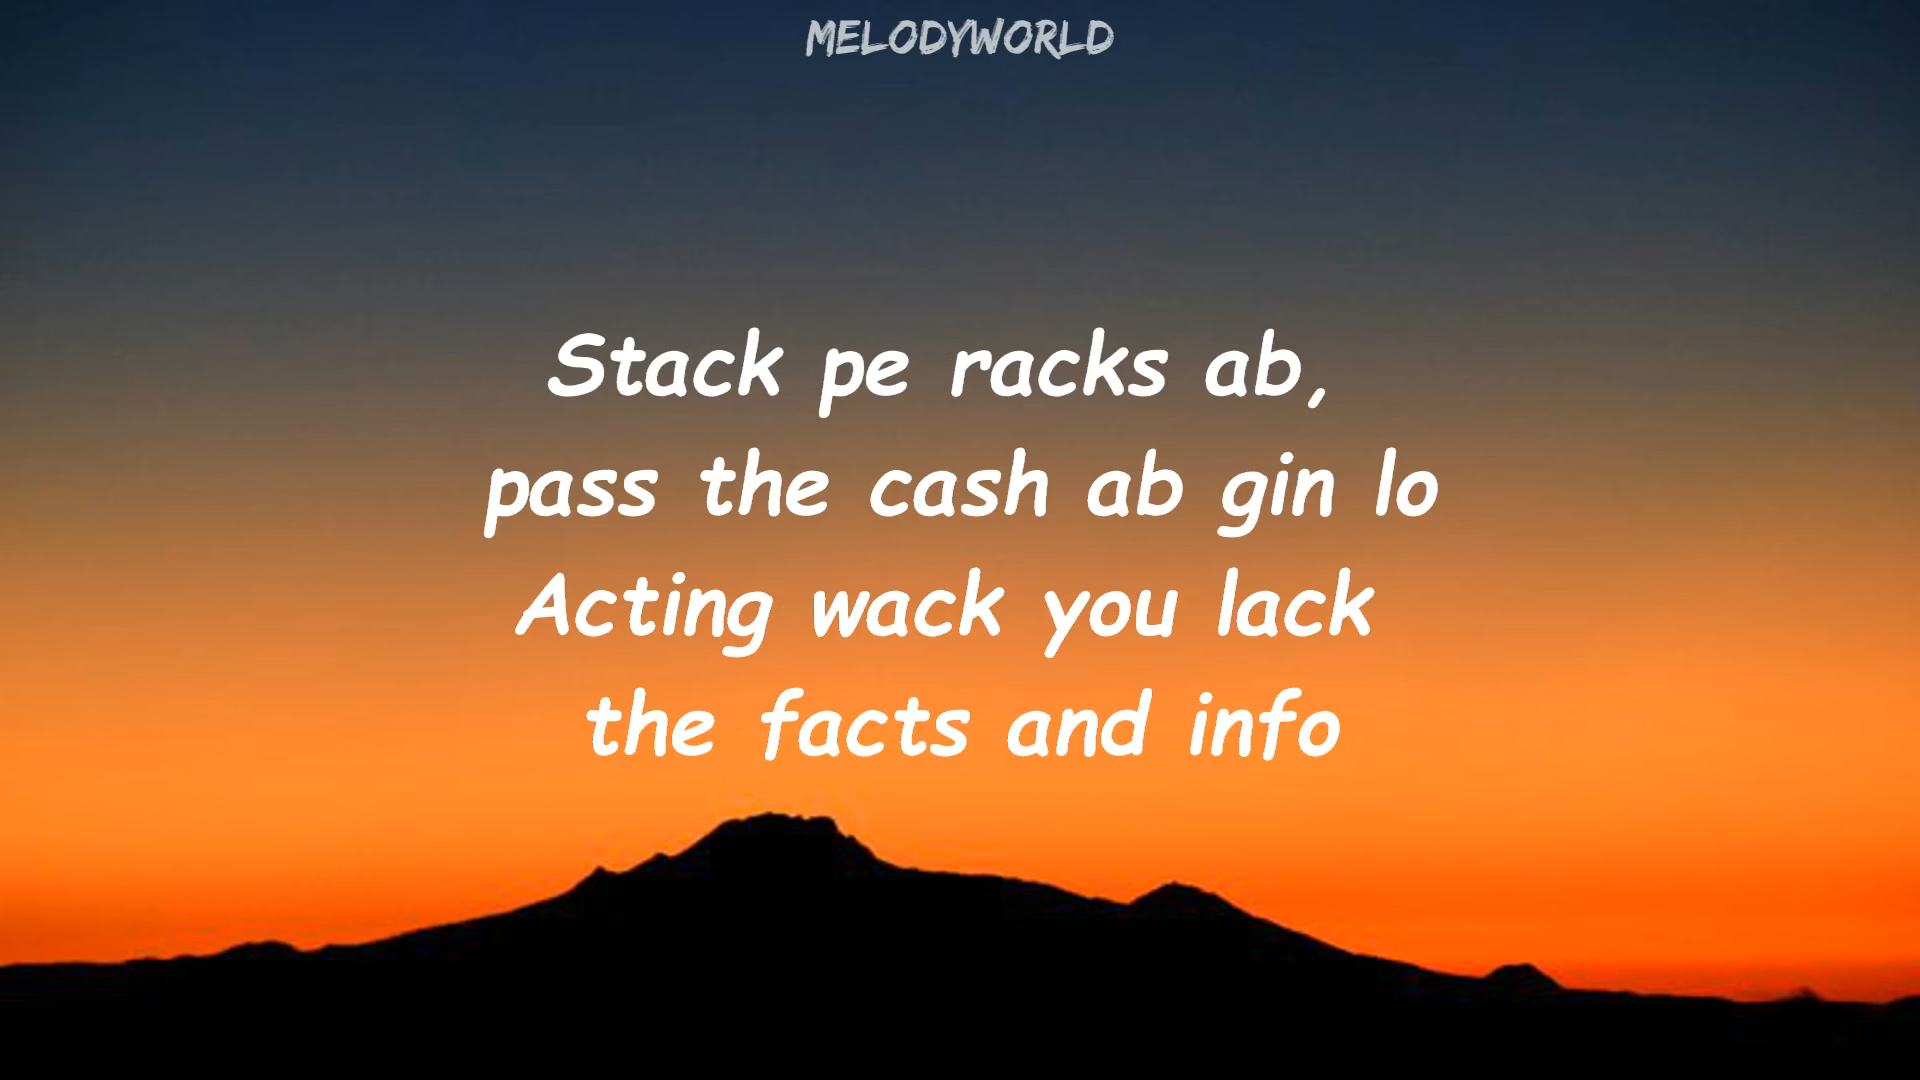 MELODYWORLD
Stack pe racks ab,
pass the cash ab gin lo
Acting wack you lack
the facts and info